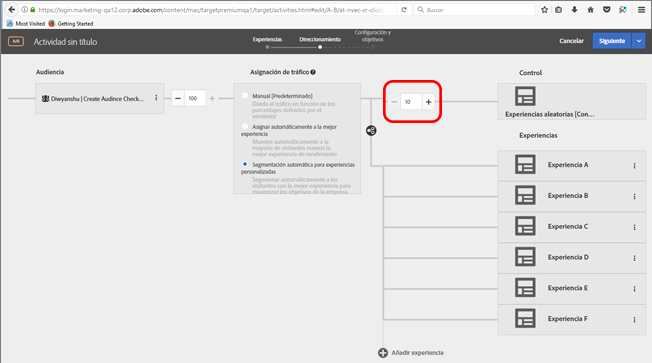 https://login.marketing-qa12.corp.adobe.com/content/mac/targetpremiumqa1/target/activities.html#edit/A-B/at-nvec-cr-click
Buscar
Most Visited
Getting Started
A/B
Actividad sin título
Experiencias
Direccionamiento
Configuración y
objetivos
Cancelar
Siguiente
Audiencia
Asignación de tráfico
Control
Diwyanshu | Create Audince Check...
100
Manual [Predeterminado]
Divida el tráfico en función de los
porcentajes definidos por el
vendedor
Asignar automáticamente a la mejor
experiencia
Muestre automáticamente a la
mayoría de visitantes nuevos la
mejor experiencia de rendimiento.
Segmentación automática para experiencias
personalizadas
Segmentar automáticamente a los
visitantes con la mejor experiencia para
maximizar los objetivos de la empresa
10
Experiencias aleatorias [Con...
Experiencias
Experiencia A
Experiencia B
Experiencia C
Experiencia D
Experiencia E
Experiencia F
Añadir experiencia